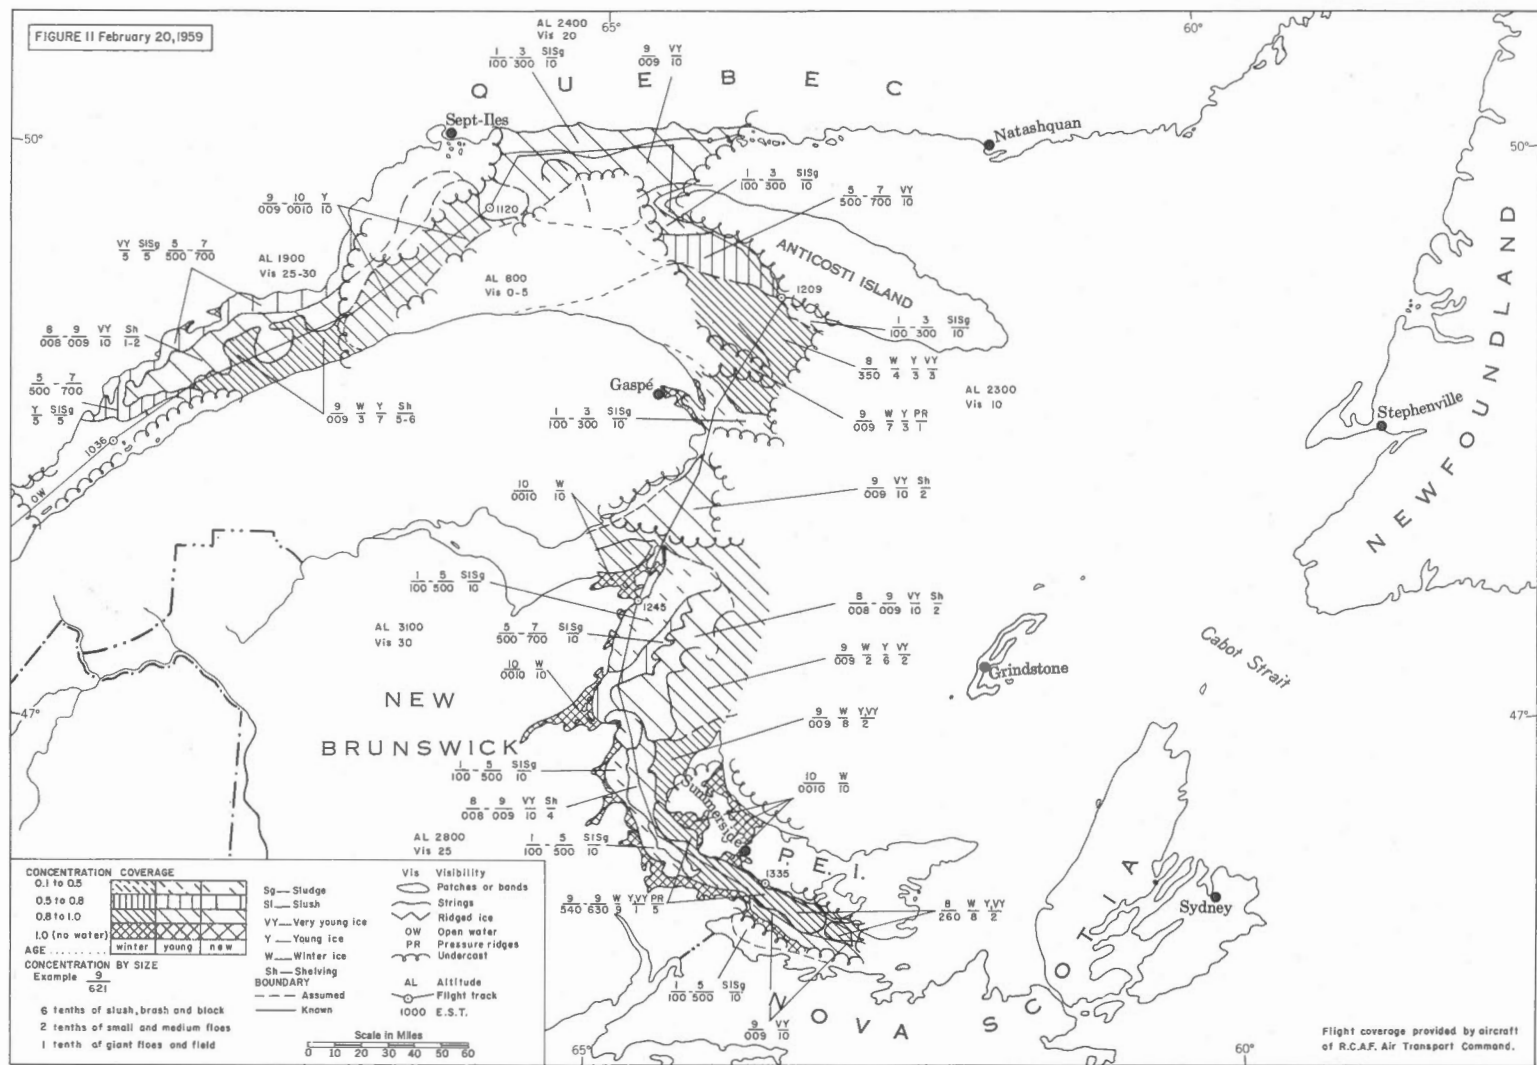 FIGURE 11 February 20, 1959
65°
60°
AL 2400
Vis 20
1/100 - 3/300 SlSg/10
9/009 VY/10
QUEBEC
Sept-Iles
Natashquan
50°
50°
1/100 - 3/300 SlSg/10
5/500 - 7/700 VY/10
9/009 - 10/0010 Y/10
1120
VY/5 SlSg/5 5/500 - 7/700
AL 1900
Vis 25-30
AL 800
Vis 0-5
ANTICOSTI ISLAND
1209
1/100 - 3/300 SlSg/10
8/008 - 9/009 VY/10 Sh/1-2
8/350 W/4 Y/3 VY/3
5/500 - 7/700
Y/5 SlSg/5
Gaspé
AL 2300
Vis 10
9/009 W/3 Y/7 Sh/5-6
1/100 - 3/300 SlSg/10
9/009 W/7 Y/3 PR/1
Stephenville
NEWFOUNDLAND
1036
OW
10/0010 W/10
9/009 VY/10 Sh/2
1/100 - 5/500 SlSg/10
1245
8/008 - 9/009 VY/10 Sh/2
AL 3100
Vis 30
5/500 - 7/700 SlSg/10
Cabot Strait
10/0010 W/10
9/009 W/2 Y/6 VY/2
Grindstone
NEW
BRUNSWICK
47°
47°
9/009 W/8 Y,VY/2
1/100 - 5/500 SlSg/10
10/0010 W/10
Summerside
8/008 - 9/009 VY/10 Sh/4
AL 2800
Vis 25
1/100 - 5/500 SlSg/10
P.E.I.
1335
9/540 - 9/630 W/9 Y,VY/1 PR/5
8/260 W/8 Y,VY/2
Sydney
1/100 - 5/500 SlSg/10
9/009 VY/10
NOVA SCOTIA
CONCENTRATION COVERAGE
0.1 to 0.5
0.5 to 0.8
0.8 to 1.0
1.0 (no water)
AGE......... winter young new
CONCENTRATION BY SIZE
Example 9/621
6 tenths of slush, brash and block
2 tenths of small and medium floes
1 tenth of giant floes and field
Sg — Sludge
Sl — Slush
VY — Very young ice
Y — Young ice
W — Winter ice
Sh — Shelving
BOUNDARY
Assumed
Known
Vis Visibility
Patches or bands
Strings
Ridged ice
OW Open water
PR Pressure ridges
Undercast
AL Altitude
Flight track
1000 E.S.T.
Scale in Miles
0 10 20 30 40 50 60
65°
60°
Flight coverage provided by aircraft
of R.C.A.F. Air Transport Command.